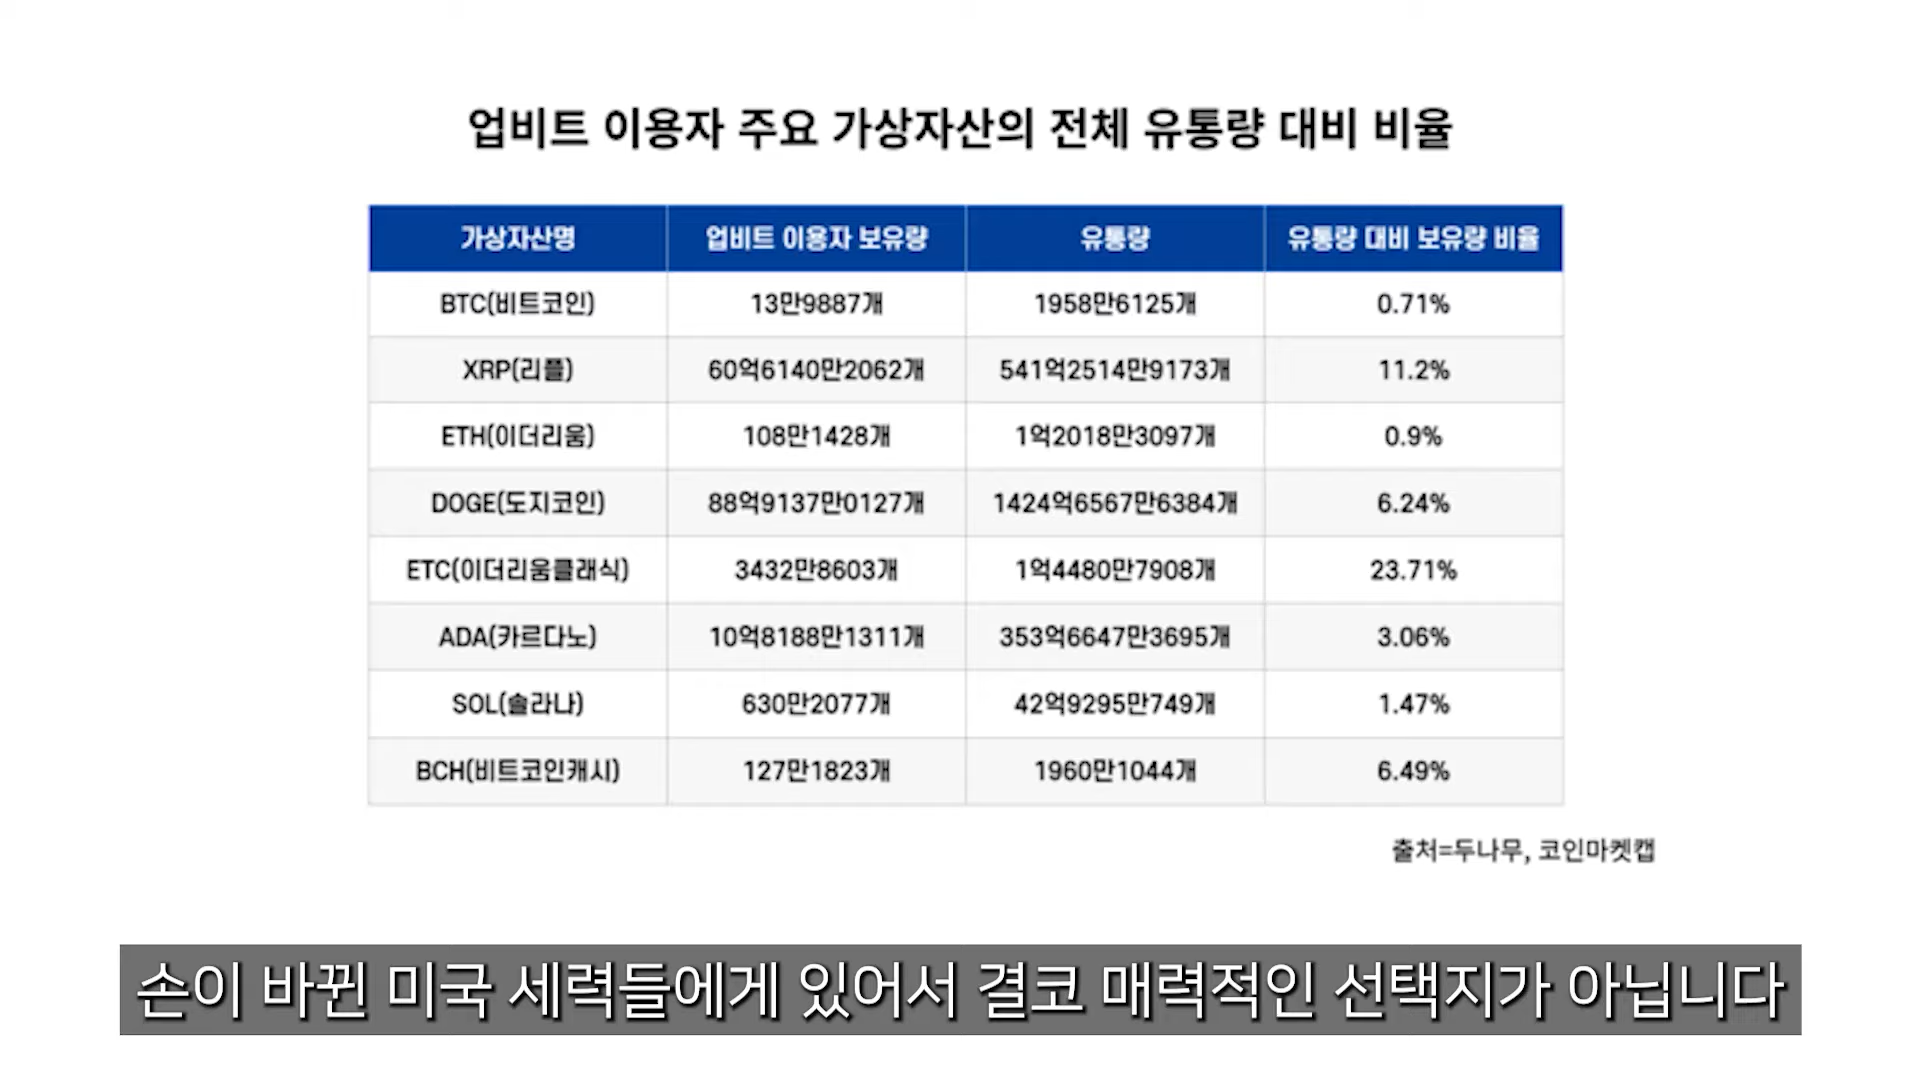 업비트 이용자 주요 가상자산의 전체 유통량 대비 비율
가상자산명 업비트 이용자 보유량 유통량 유통량 대비 보유량 비율
BTC(비트코인) 13만9887개 1958만6125개 0.71%
XRP(리플) 60억6140만2062개 541억2514만9173개 11.2%
ETH(이더리움) 108만1428개 1억2018만3097개 0.9%
DOGE(도지코인) 88억9137만0127개 1424억6567만6384개 6.24%
ETC(이더리움클래식) 3432만8603개 1억4480만7908개 23.71%
ADA(카르다노) 10억8188만1311개 353억6647만3695개 3.06%
SOL(솔라나) 630만2077개 42억9295만749개 1.47%
BCH(비트코인캐시) 127만1823개 1960만1044개 6.49%
출처=두나무, 코인마켓캡
손이 바뀐 미국 세력들에게 있어서 결코 매력적인 선택지가 아닙니다